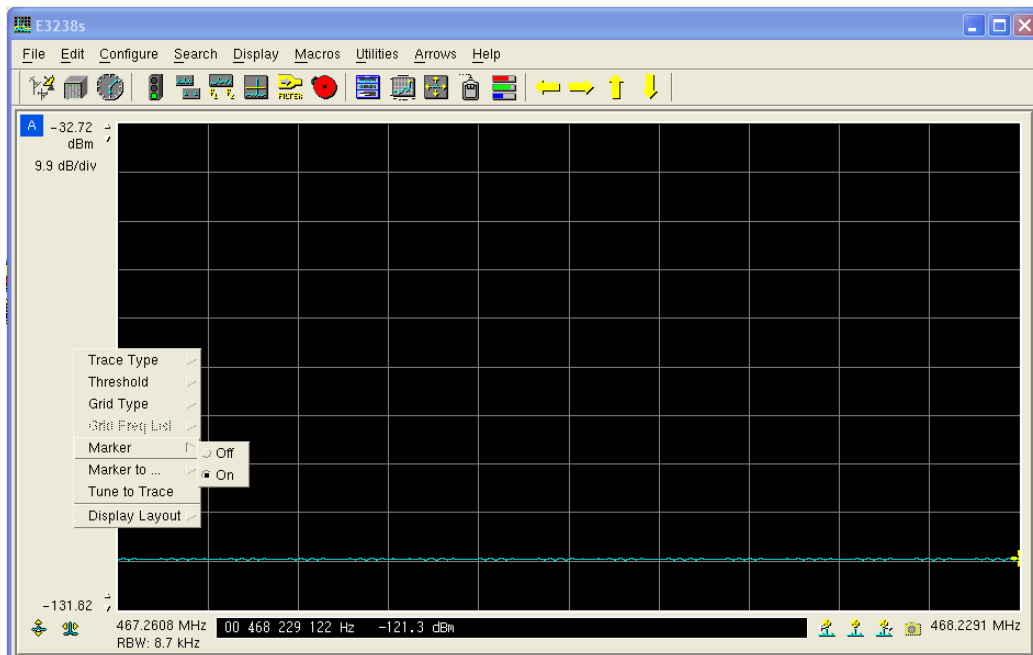 E3238s
File Edit Configure Search Display Macros Utilities Arrows Help
FILTER
A -32.72
dBm
9.9 dB/div
Trace Type
Threshold
Grid Type
Grid Freq List
Marker
Off
Marker to ...
On
Tune to Trace
Display Layout
-131.82
467.2608 MHz 00 468 229 122 Hz -121.3 dBm 468.2291 MHz
RBW: 8.7 kHz